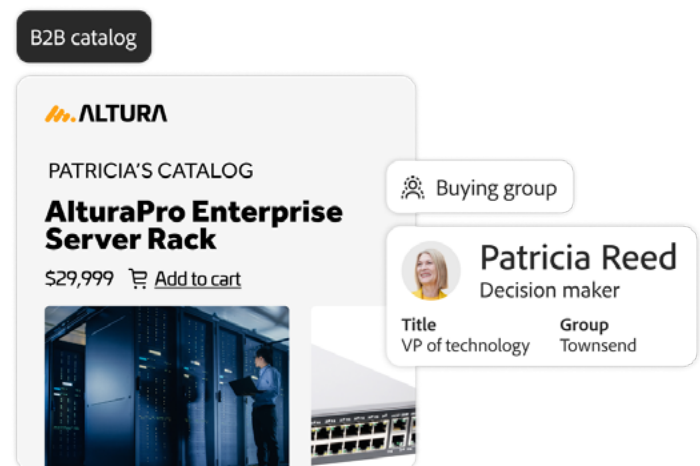 B2B catalog
ALTURA
PATRICIA'S CATALOG
AlturaPro Enterprise
Server Rack
$29,999 Add to cart
Buying group
Patricia Reed
Decision maker
Title Group
VP of technology Townsend